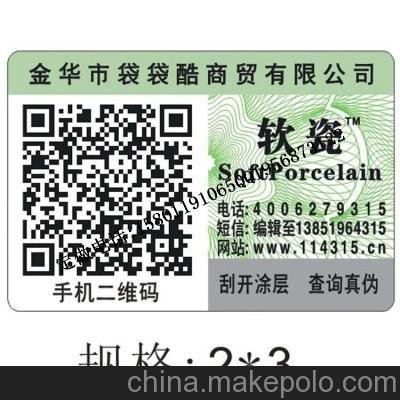 金华市袋袋酷商贸有限公司
软瓷™
SoftPorcelain
电话:4006279315
短信:编辑至13851964315
网站:www.114315.cn
手机二维码
刮开涂层 查询真伪
规格:2*3
china.makepolo.com